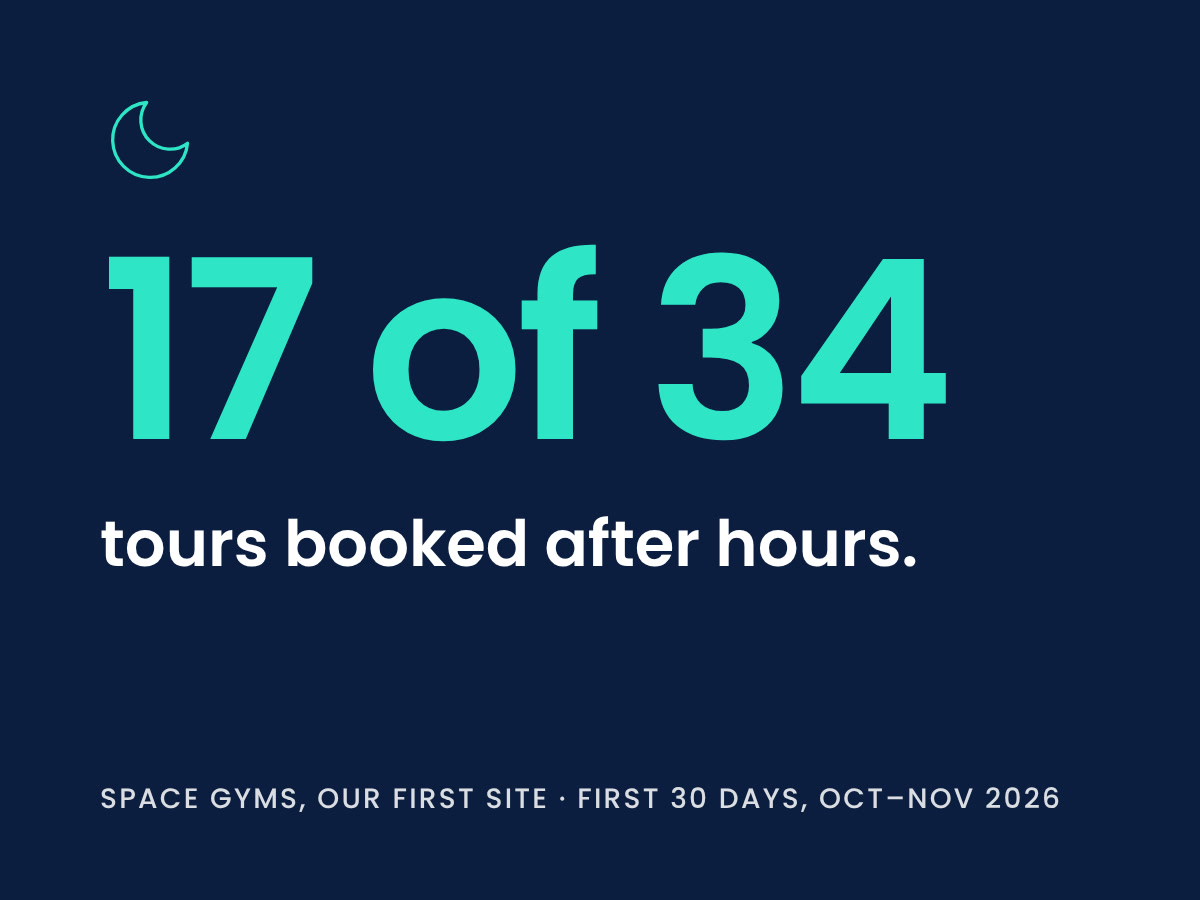 17 of 34
tours booked after hours.
SPACE GYMS, OUR FIRST SITE · FIRST 30 DAYS, OCT–NOV 2026